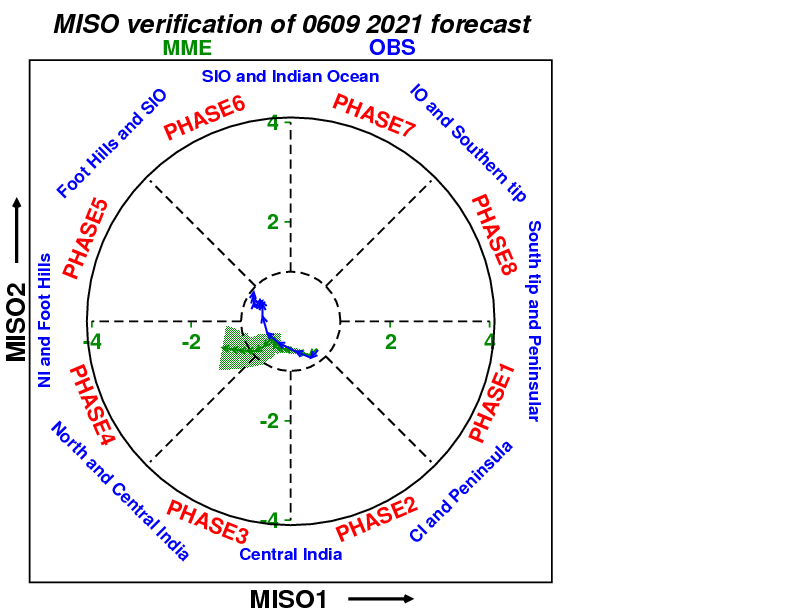 MISO verification of 0609 2021 forecast
MME OBS
SIO and Indian Ocean
Foot Hills and SIO
PHASE6
PHASE7
IO and Southern tip
PHASE5
PHASE8
4
2
NI and Foot Hills
South tip and Peninsular
MISO2
-4 -2 2 4
-2
-4
PHASE4
PHASE1
North and Central India
PHASE3
PHASE2
CI and Peninsula
Central India
MISO1